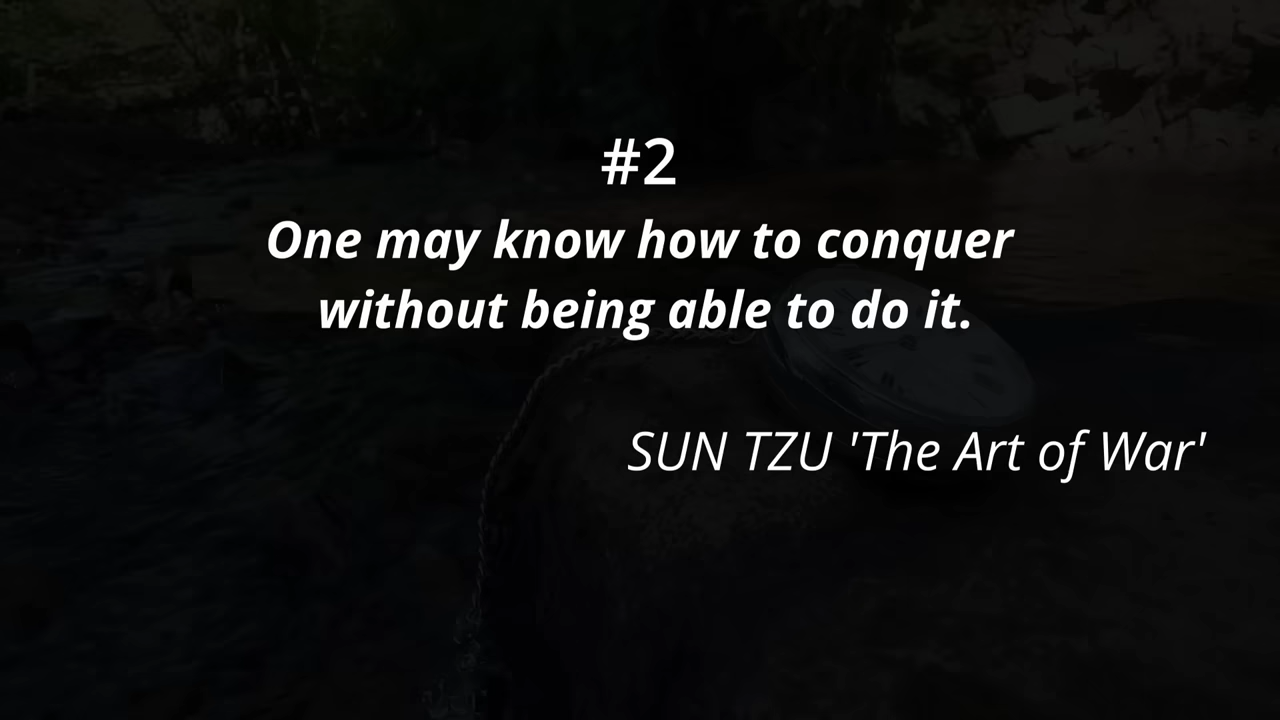 #2
One may know how to conquer
without being able to do it.
SUN TZU 'The Art of War'